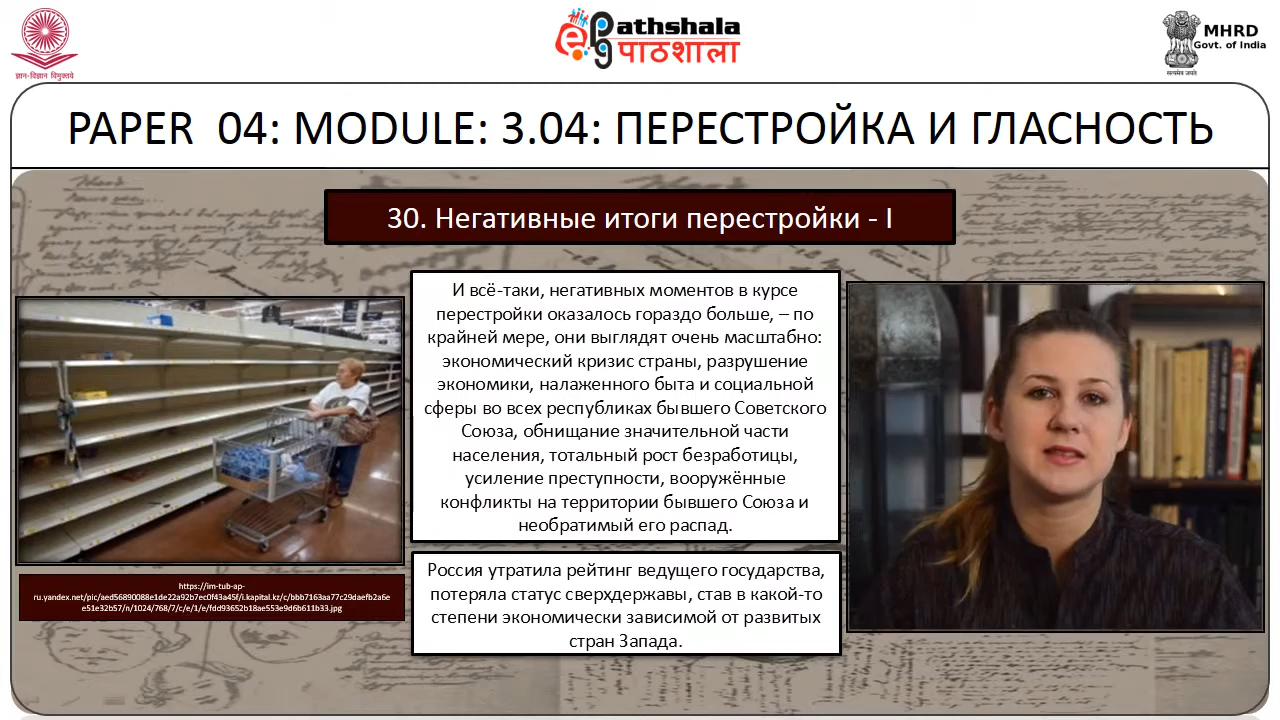 ज्ञान-विज्ञान विमुक्तये
ePathshala
पाठशाला
MHRD
Govt. of India
सत्यमेव जयते
PAPER 04: MODULE: 3.04: ПЕРЕСТРОЙКА И ГЛАСНОСТЬ
30. Негативные итоги перестройки - I
И всё-таки, негативных моментов в курсе
перестройки оказалось гораздо больше, – по
крайней мере, они выглядят очень масштабно:
экономический кризис страны, разрушение
экономики, налаженного быта и социальной
сферы во всех республиках бывшего Советского
Союза, обнищание значительной части
населения, тотальный рост безработицы,
усиление преступности, вооружённые
конфликты на территории бывшего Союза и
необратимый его распад.
Россия утратила рейтинг ведущего государства,
потеряла статус сверхдержавы, став в какой-то
степени экономически зависимой от развитых
стран Запада.
https://im-tub-ap-
ru.yandex.net/pic/aed56890088e1de22a92b7ec0f43a45f/i.kapital.kz/c/bbb7163aa77c29daefb2a6e
e51e32b57/n/1024/768/7/c/e/1/e/fdd93652b18ae553e9d6b611b33.jpg